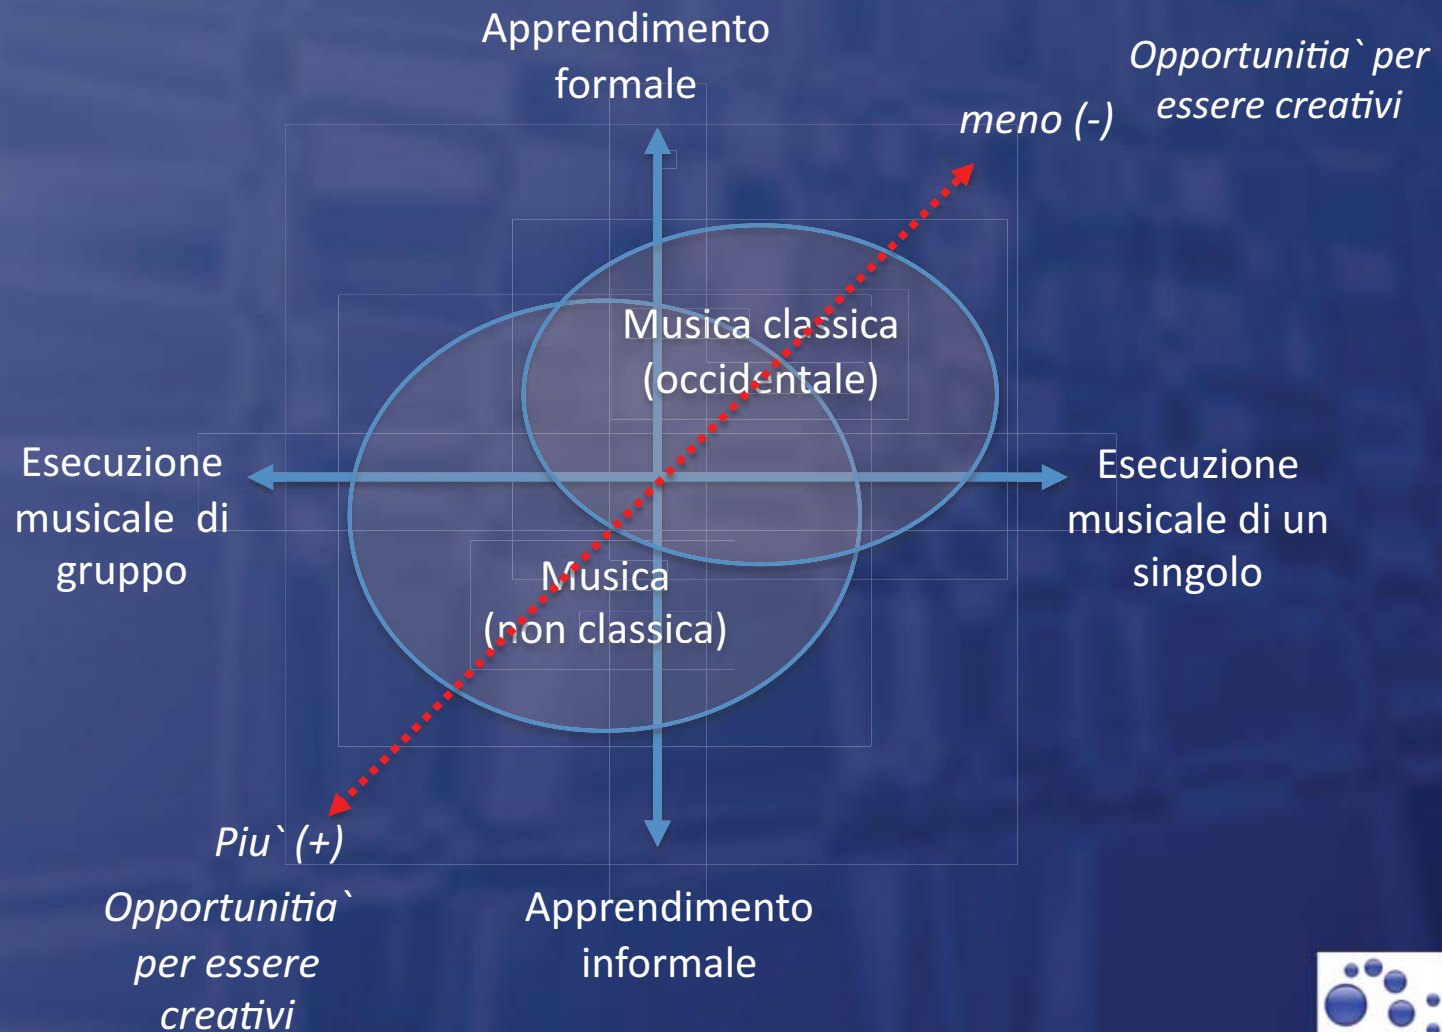 Apprendimento
formale
Opportunitia` per
essere creativi
meno (-)
Musica classica
(occidentale)
Esecuzione
musicale di
gruppo
Esecuzione
musicale di un
singolo
Musica
(non classica)
Piu` (+)
Opportunitia`
per essere
creativi
Apprendimento
informale